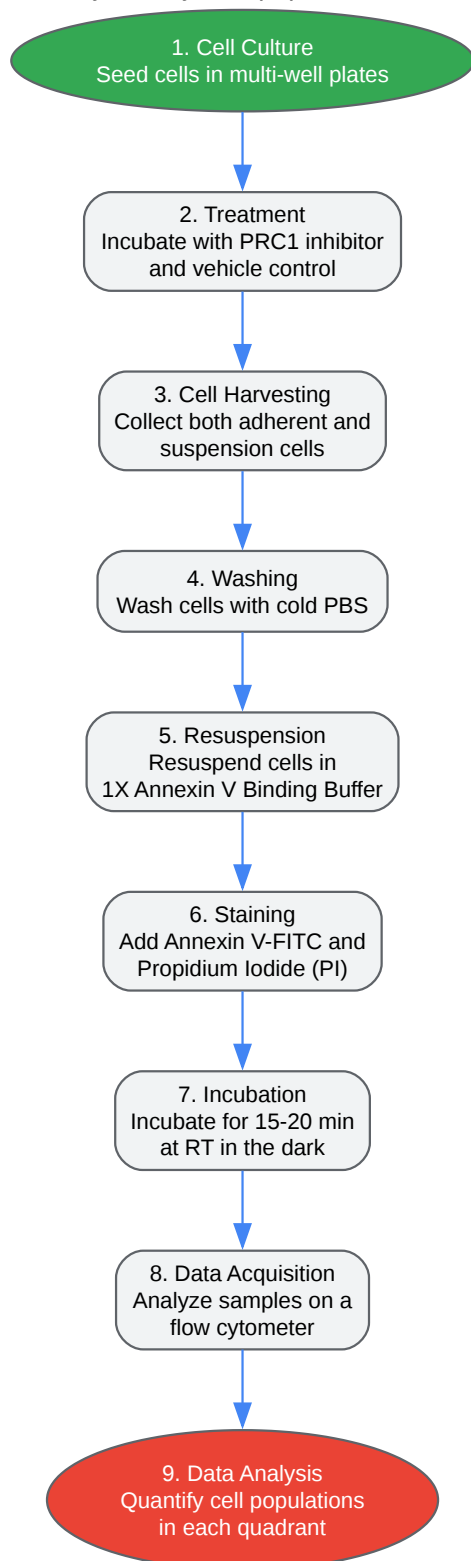 1. Cell Culture
Seed cells in multi-well plates
2. Treatment
Incubate with PRC1 inhibitor
and vehicle control
3. Cell Harvesting
Collect both adherent and
suspension cells
4. Washing
Wash cells with cold PBS
5. Resuspension
Resuspend cells in
1X Annexin V Binding Buffer
6. Staining
Add Annexin V-FITC and
Propidium Iodide (PI)
7. Incubation
Incubate for 15-20 min
at RT in the dark
8. Data Acquisition
Analyze samples on a
flow cytometer
9. Data Analysis
Quantify cell populations
in each quadrant